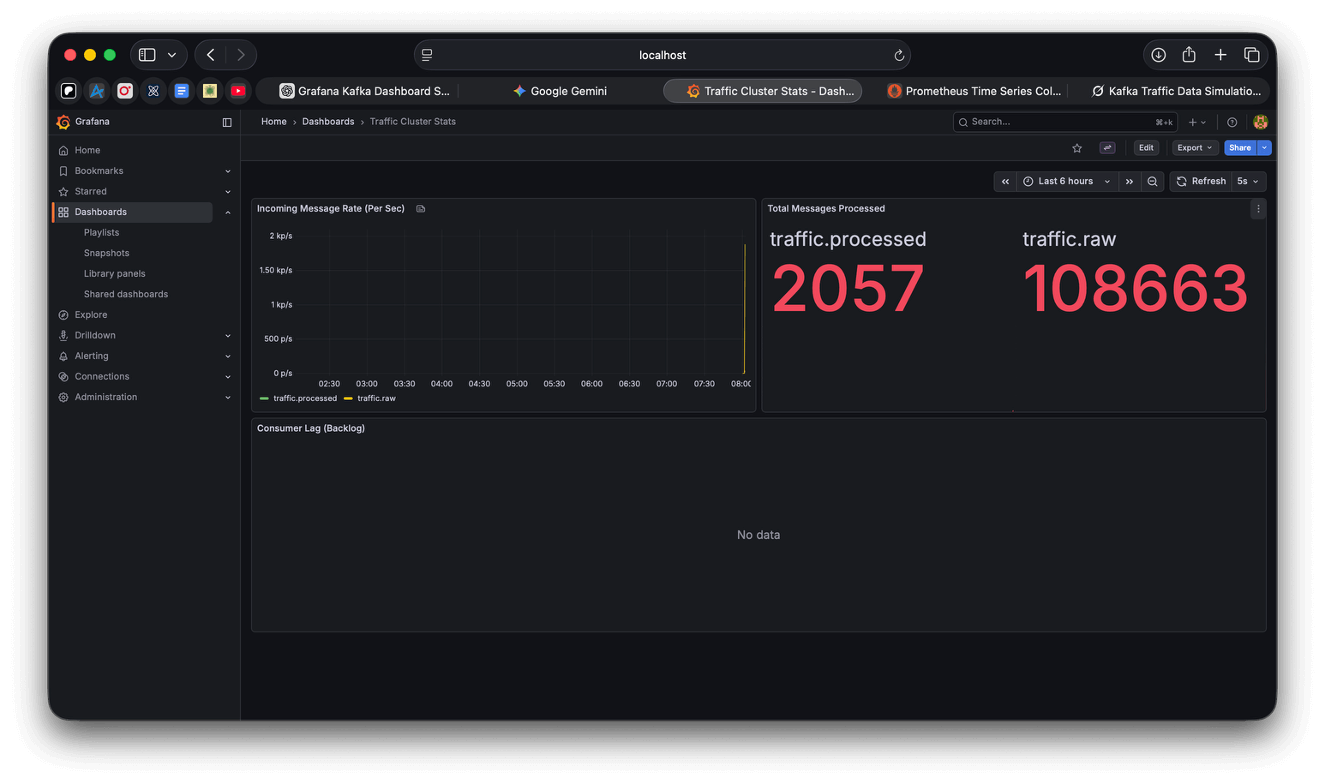 localhost
Grafana Kafka Dashboard S...
Google Gemini
Traffic Cluster Stats - Dash...
Prometheus Time Series Col...
Kafka Traffic Data Simulatio...
Grafana
Home › Dashboards › Traffic Cluster Stats
Search...
⌘+k
Edit
Export
Share
Home
Bookmarks
Starred
Dashboards
Playlists
Snapshots
Library panels
Shared dashboards
Explore
Drilldown
Alerting
Connections
Administration
Last 6 hours
Refresh
5s
Incoming Message Rate (Per Sec)
2 kp/s
1.50 kp/s
1 kp/s
500 p/s
0 p/s
02:30 03:00 03:30 04:00 04:30 05:00 05:30 06:00 06:30 07:00 07:30 08:00
traffic.processed traffic.raw
Total Messages Processed
traffic.processed
2057
traffic.raw
108663
Consumer Lag (Backlog)
No data